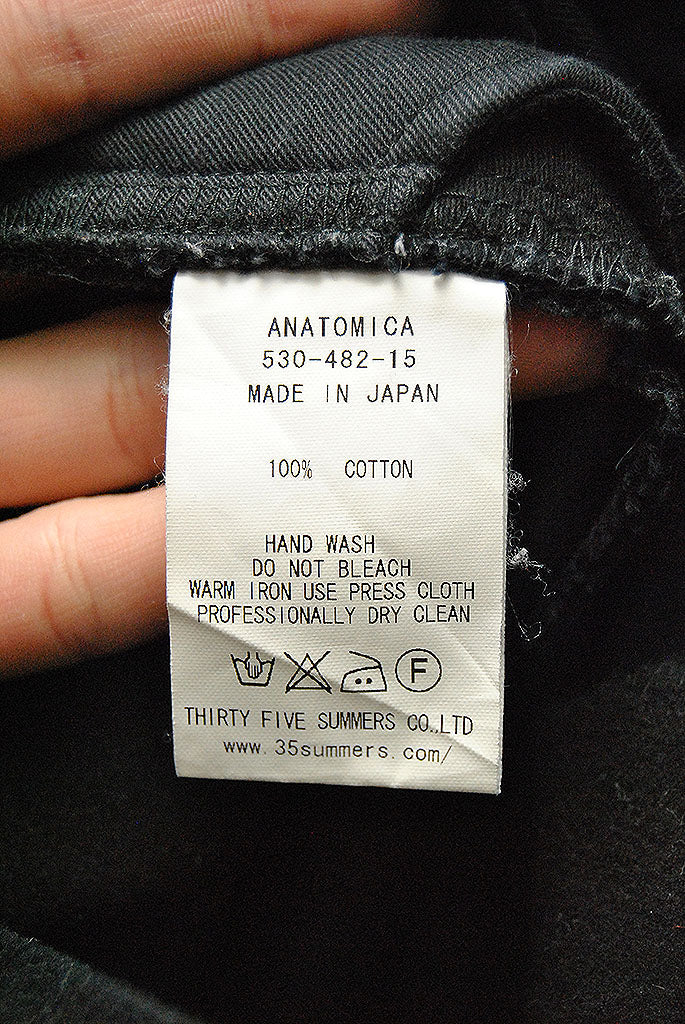 ANATOMICA
530-482-15
MADE IN JAPAN
100% COTTON
HAND WASH
DO NOT BLEACH
WARM IRON USE PRESS CLOTH
PROFESSIONALLY DRY CLEAN
F
THIRTY FIVE SUMMERS CO.,LTD
www.35summers.com/